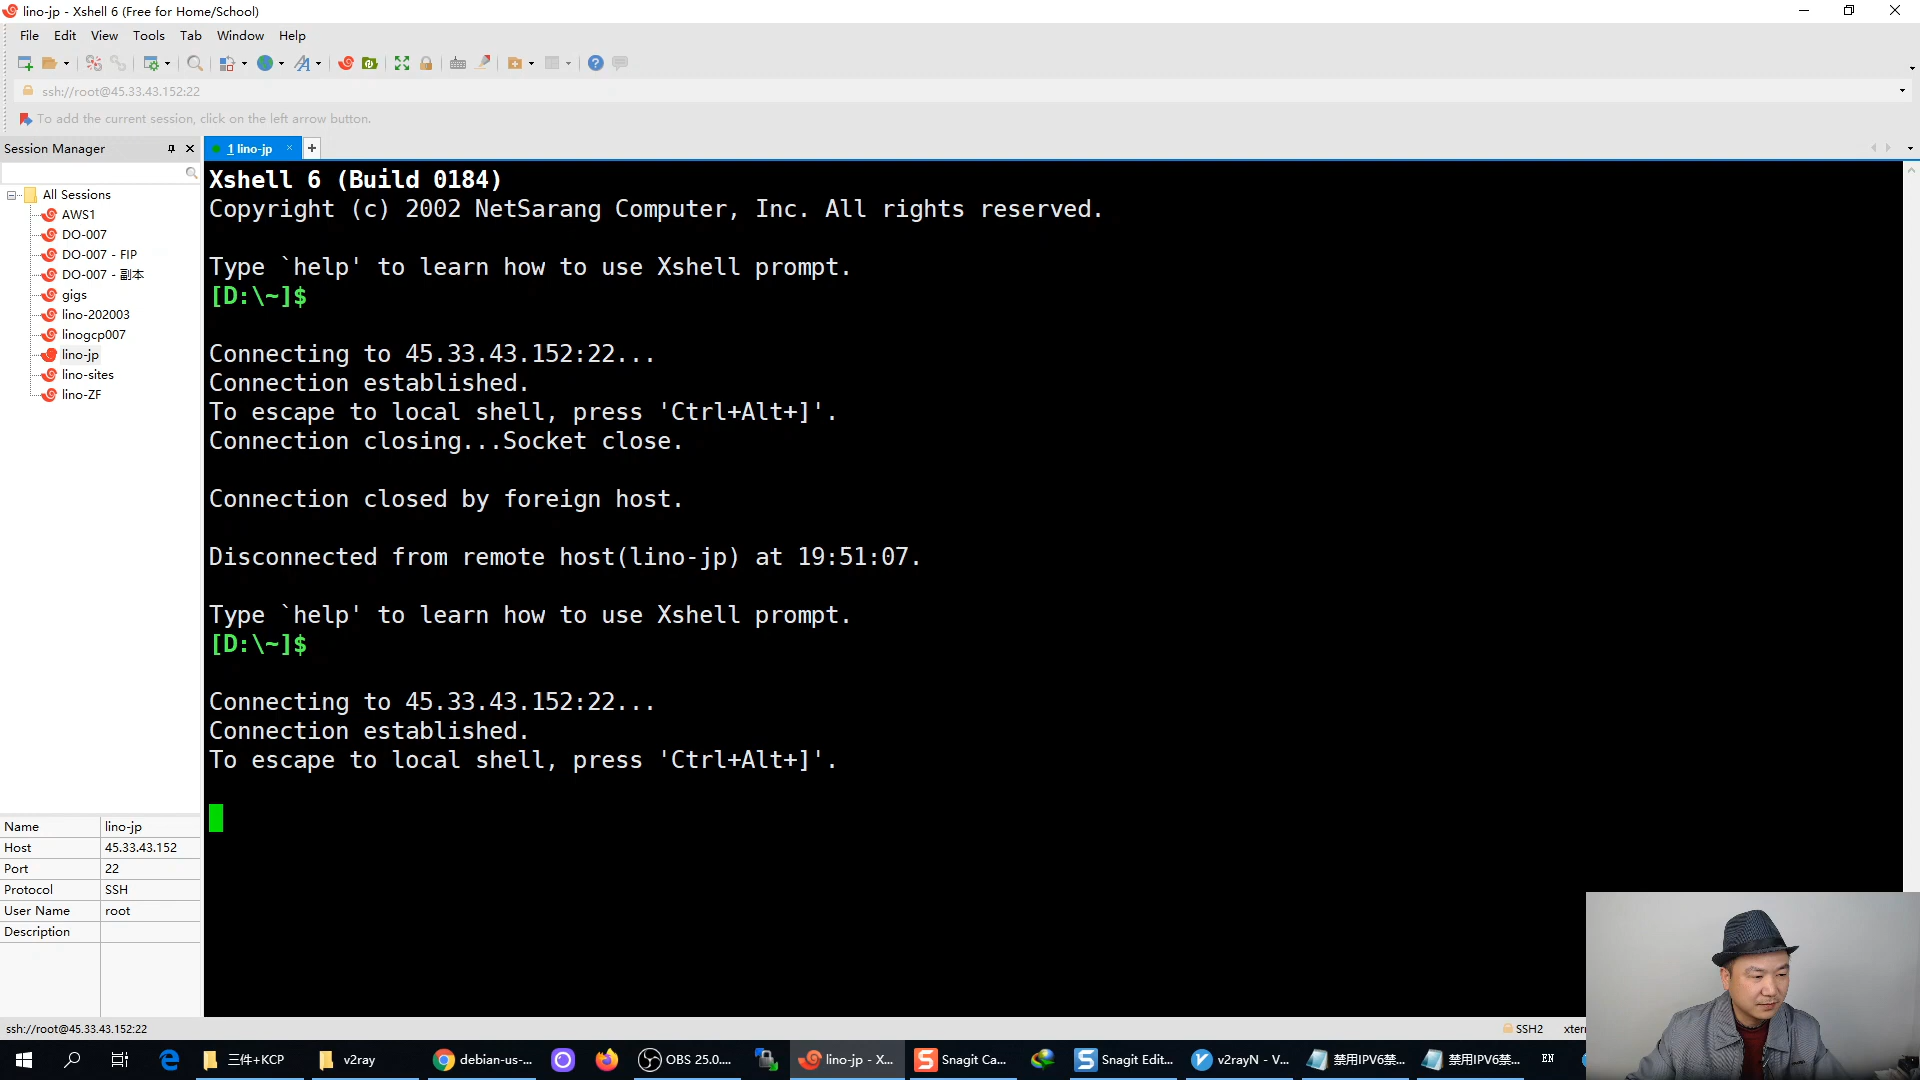 lino-jp - Xshell 6 (Free for Home/School)
File Edit View Tools Tab Window Help
ssh://root@45.33.43.152:22
To add the current session, click on the left arrow button.
Session Manager
1 lino-jp
All Sessions
AWS1
DO-007
DO-007 - FIP
DO-007 - 副本
gigs
lino-202003
linogcp007
lino-jp
lino-sites
lino-ZF
Xshell 6 (Build 0184)
Copyright (c) 2002 NetSarang Computer, Inc. All rights reserved.
Type `help' to learn how to use Xshell prompt.
[D:\~]$
Connecting to 45.33.43.152:22...
Connection established.
To escape to local shell, press 'Ctrl+Alt+]'.
Connection closing...Socket close.
Connection closed by foreign host.
Disconnected from remote host(lino-jp) at 19:51:07.
Type `help' to learn how to use Xshell prompt.
[D:\~]$
Connecting to 45.33.43.152:22...
Connection established.
To escape to local shell, press 'Ctrl+Alt+]'.
Name lino-jp
Host 45.33.43.152
Port 22
Protocol SSH
User Name root
Description
ssh://root@45.33.43.152:22
SSH2
xterm
三件+KCP
v2ray
debian-us-...
OBS 25.0....
lino-jp - X...
Snagit Ca...
Snagit Edit...
v2rayN - V...
禁用IPV6禁...
禁用IPV6禁...
EN